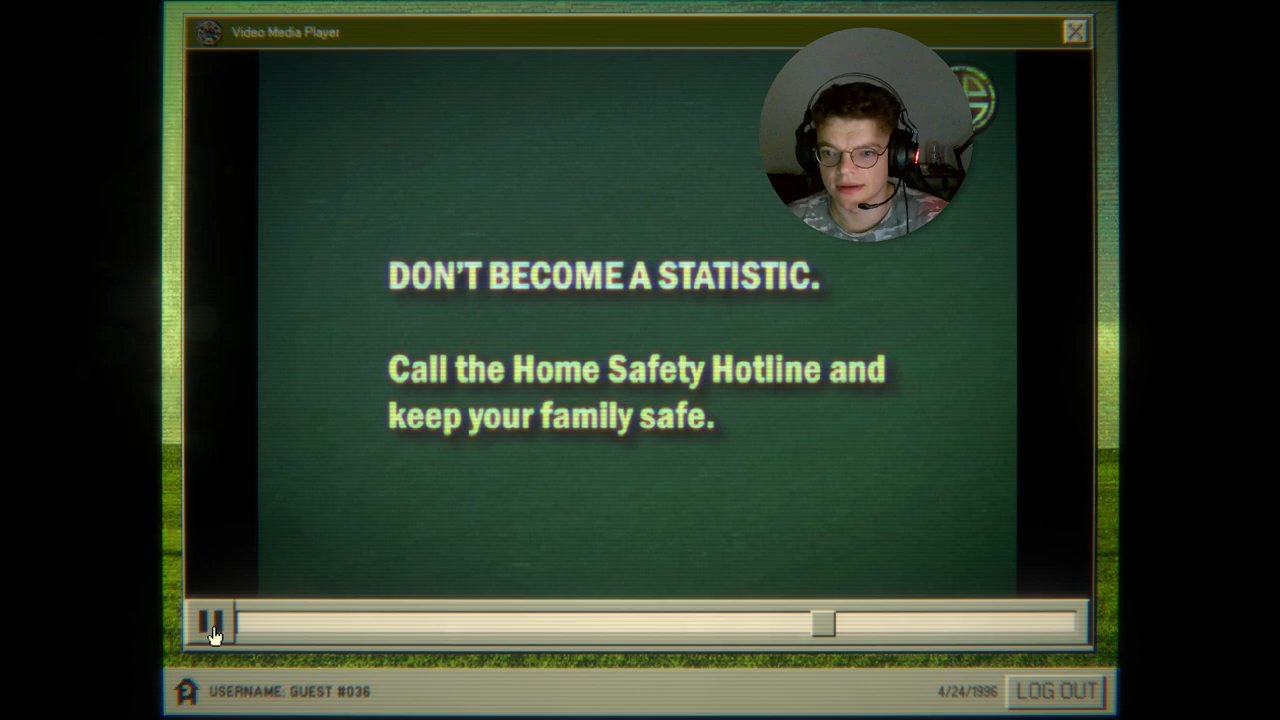 Video Media Player
DON'T BECOME A STATISTIC.
Call the Home Safety Hotline and
keep your family safe.
USERNAME: GUEST #036
4/24/1996
LOG OUT